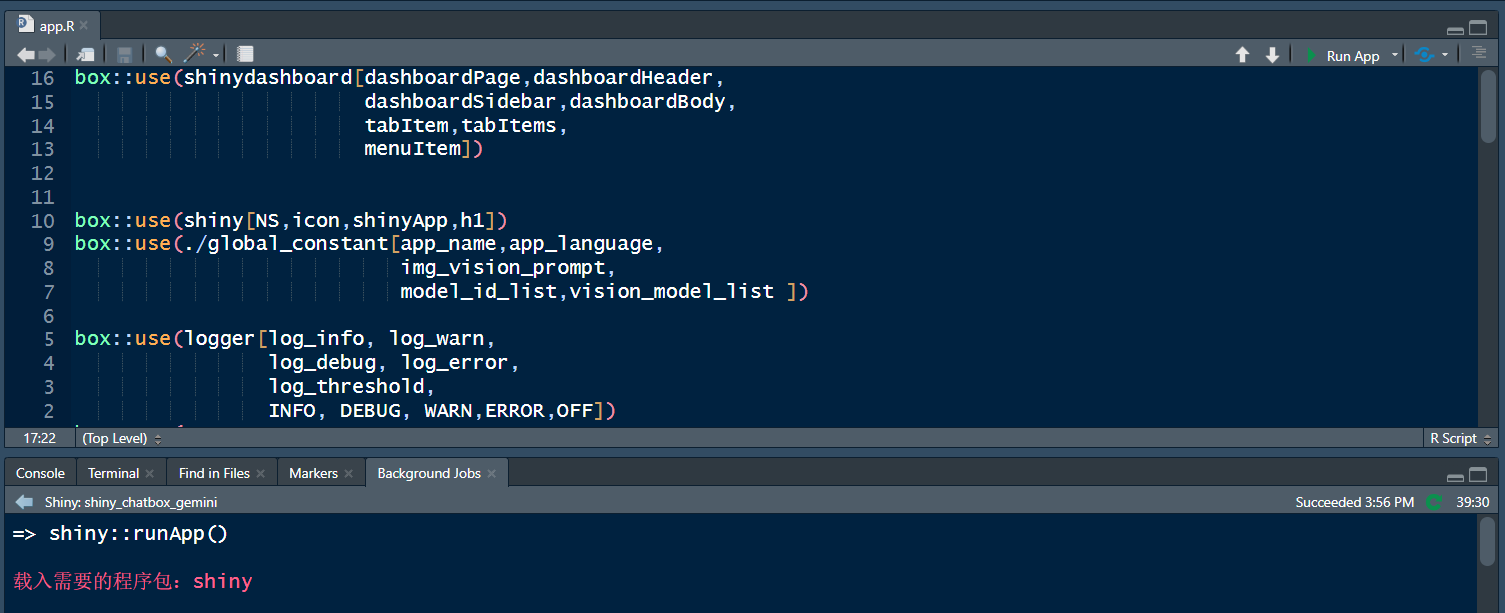 app.R
Run App
16 box::use(shinydashboard[dashboardPage,dashboardHeader,
15 dashboardSidebar,dashboardBody,
14 tabItem,tabItems,
13 menuItem])
12
11
10 box::use(shiny[NS,icon,shinyApp,h1])
9 box::use(./global_constant[app_name,app_language,
8 img_vision_prompt,
7 model_id_list,vision_model_list ])
6
5 box::use(logger[log_info, log_warn,
4 log_debug, log_error,
3 log_threshold,
2 INFO, DEBUG, WARN,ERROR,OFF])
17:22 (Top Level) R Script
Console Terminal Find in Files Markers Background Jobs
Shiny: shiny_chatbox_gemini Succeeded 3:56 PM 39:30
=> shiny::runApp()
载入需要的程序包：shiny